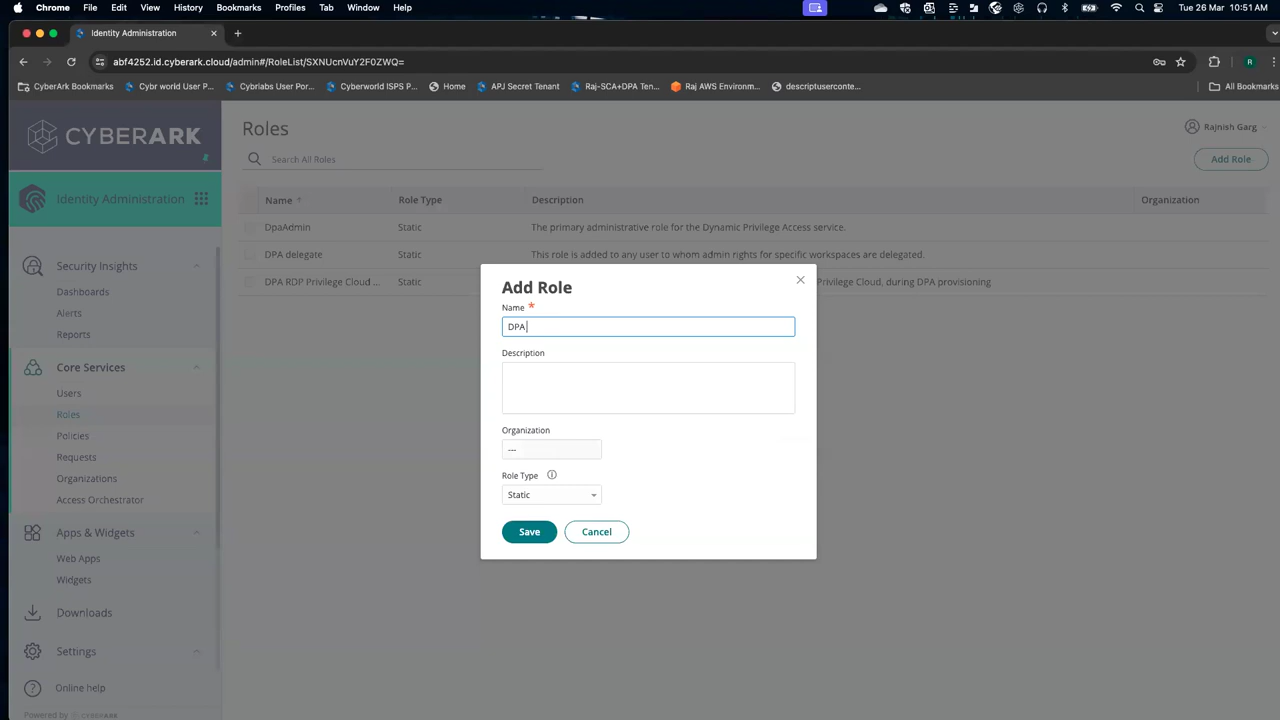 Chrome File Edit View History Bookmarks Profiles Tab Window Help Tue 26 Mar 10:51 AM
Identity Administration
abf4252.id.cyberark.cloud/admin#/RoleList/SXNUcnVuY2F0ZWQ=
CyberArk Bookmarks Cybr world User P... Cybrlabs User Por... Cyberworld ISPS P... Home APJ Secret Tenant Raj-SCA+DPA Ten... Raj AWS Environm... descriptuserconte... All Bookmarks
CYBERARK
Roles
Rajnish Garg
Search All Roles
Add Role
Identity Administration
Name Role Type Description Organization
DpaAdmin Static The primary administrative role for the Dynamic Privilege Access service.
DPA delegate Static This role is added to any user to whom admin rights for specific workspaces are delegated.
DPA RDP Privilege Cloud ... Static Privilege Cloud, during DPA provisioning
Security Insights
Dashboards
Alerts
Reports
Core Services
Users
Roles
Policies
Requests
Organizations
Access Orchestrator
Apps & Widgets
Web Apps
Widgets
Downloads
Settings
Online help
Powered by CYBERARK
Add Role
Name *
DPA
Description
Organization
---
Role Type
Static
Save Cancel